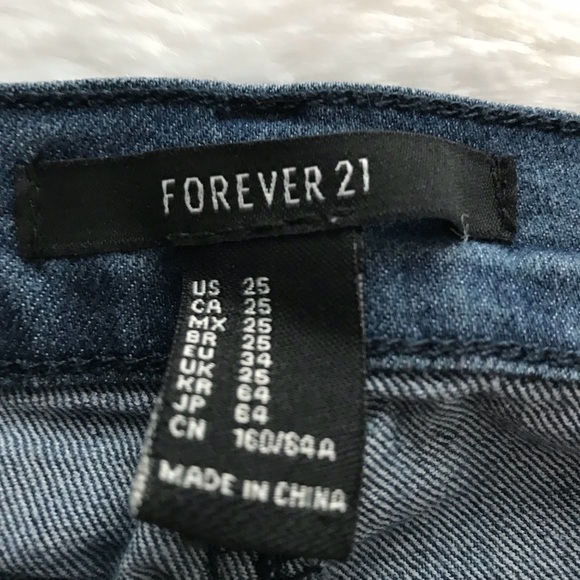 FOREVER 21
US 25
CA 25
MX 25
BR 25
EU 34
UK 25
KR 64
JP 64
CN 160/64A
MADE IN CHINA